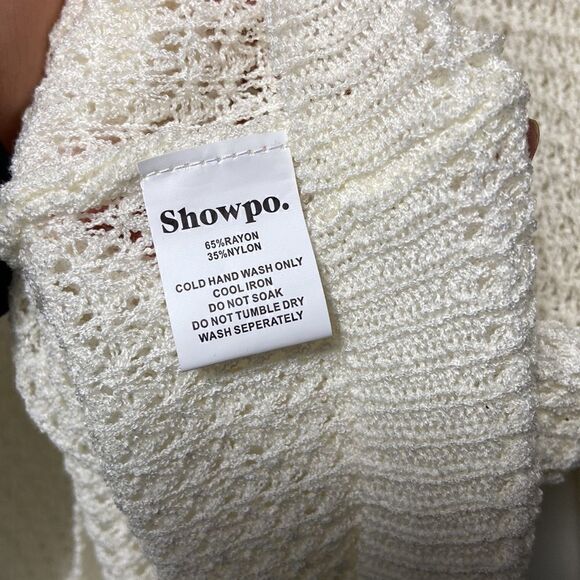 Showpo.
65%RAYON
35%NYLON
COLD HAND WASH ONLY
COOL IRON
DO NOT SOAK
DO NOT TUMBLE DRY
WASH SEPERATELY